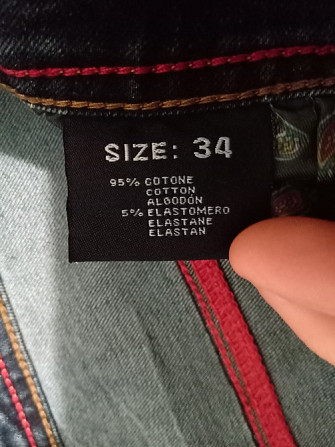 SIZE: 34
95% COTONE
COTTON
ALGODÓN
5% ELASTOMERO
ELASTANE
ELASTAN